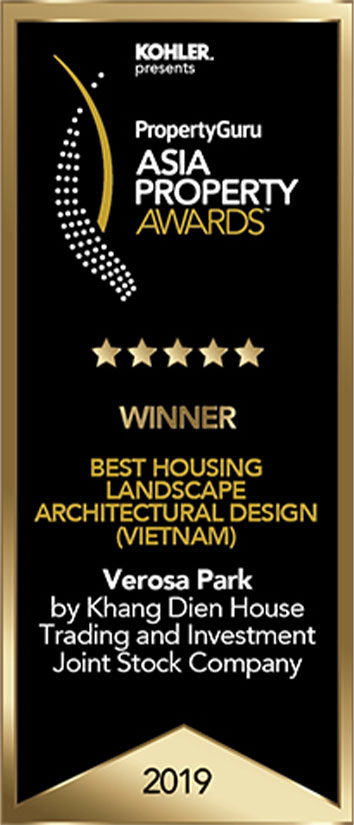 KOHLER.
presents
PropertyGuru
ASIA
PROPERTY
AWARDS™
WINNER
BEST HOUSING
LANDSCAPE
ARCHITECTURAL DESIGN
(VIETNAM)
Verosa Park
by Khang Dien House
Trading and Investment
Joint Stock Company
2019